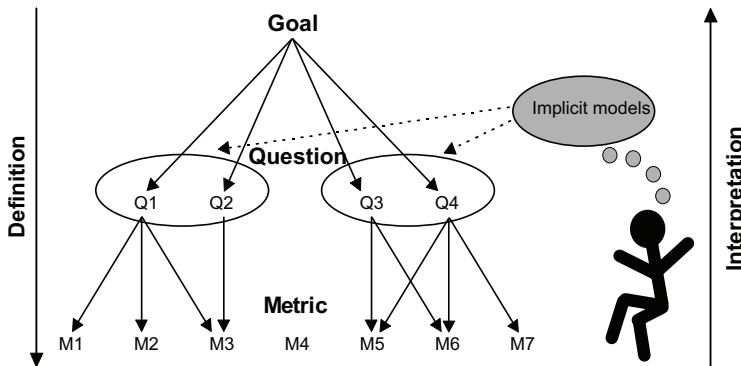 Goal
Implicit models
Question
Q1 Q2 Q3 Q4
Definition
Interpretation
Metric
M1 M2 M3 M4 M5 M6 M7